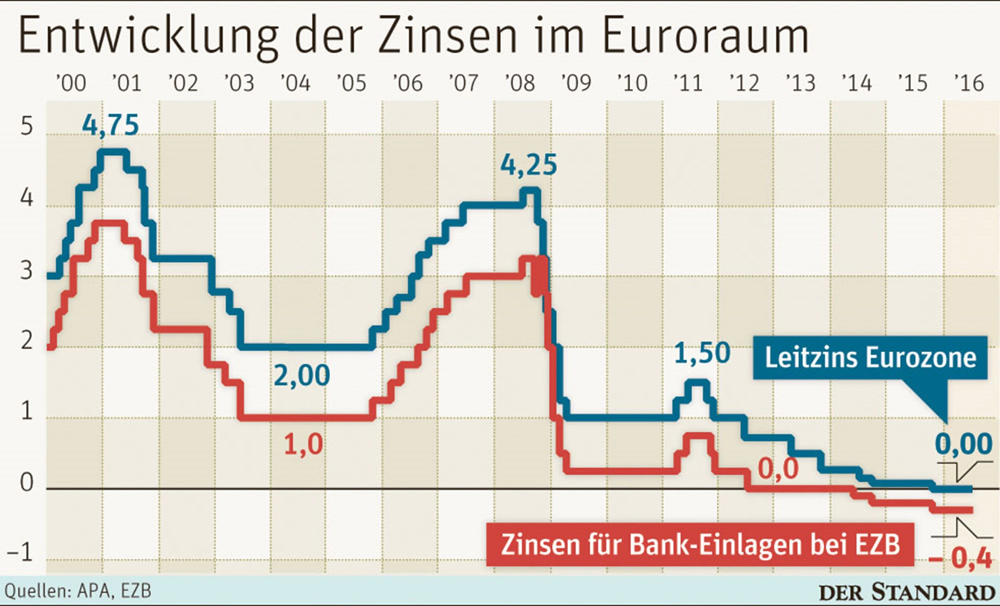 Entwicklung der Zinsen im Euroraum
’00 ’01 ’02 ’03 ’04 ’05 ’06 ’07 ’08 ’09 ’10 ’11 ’12 ’13 ’14 ’15 ’16
5
4,75
4,25
4
3
2
1,50
Leitzins Eurozone
2,00
1
1,0
0,00
0,0
0
Zinsen für Bank-Einlagen bei EZB
–1
– 0,4
Quellen: APA, EZB
DER STANDARD